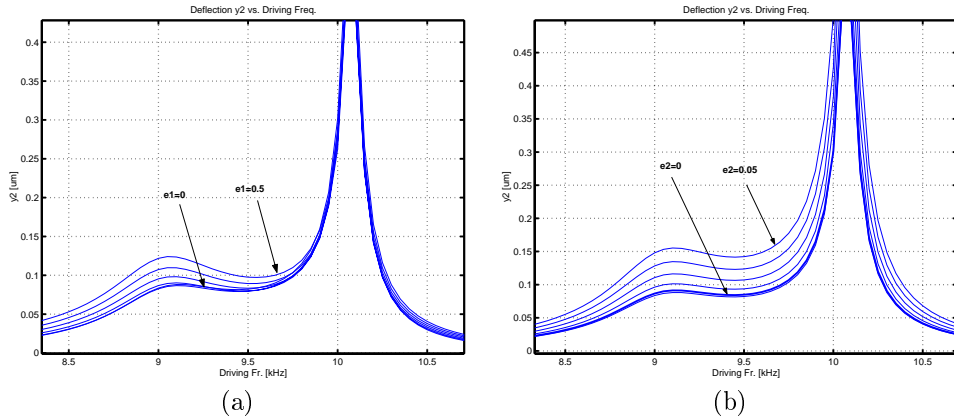 Deflection y2 vs. Driving Freq.
0.4
0.35
0.3
0.25
0.2
0.15
0.1
0.05
0
y2 [um]
e1=0
e1=0.5
8.5
9
9.5
10
10.5
Driving Fr. [kHz]
(a)
Deflection y2 vs. Driving Freq.
0.45
0.4
0.35
0.3
0.25
0.2
0.15
0.1
0.05
0
y2 [um]
e2=0
e2=0.05
8.5
9
9.5
10
10.5
Driving Fr. [kHz]
(b)